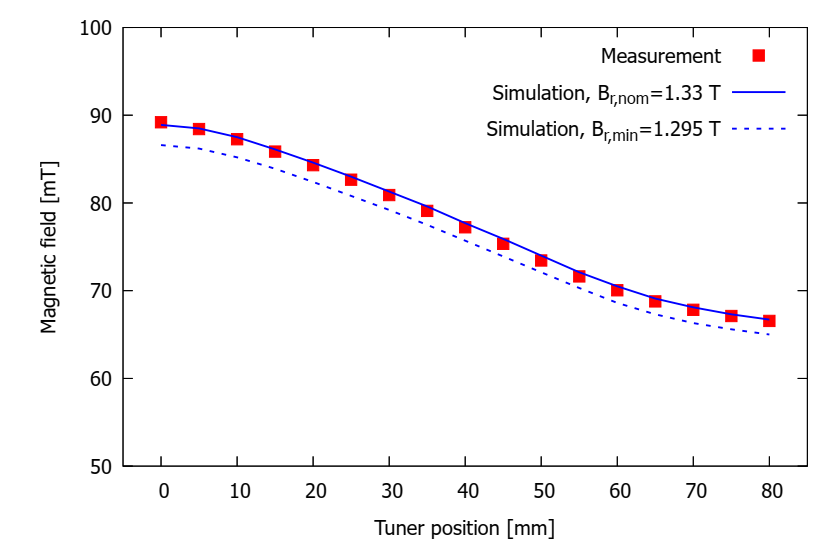 100
90
80
70
60
50
Magnetic field [mT]
Measurement
Simulation, Br,nom=1.33 T
Simulation, Br,min=1.295 T
0 10 20 30 40 50 60 70 80
Tuner position [mm]